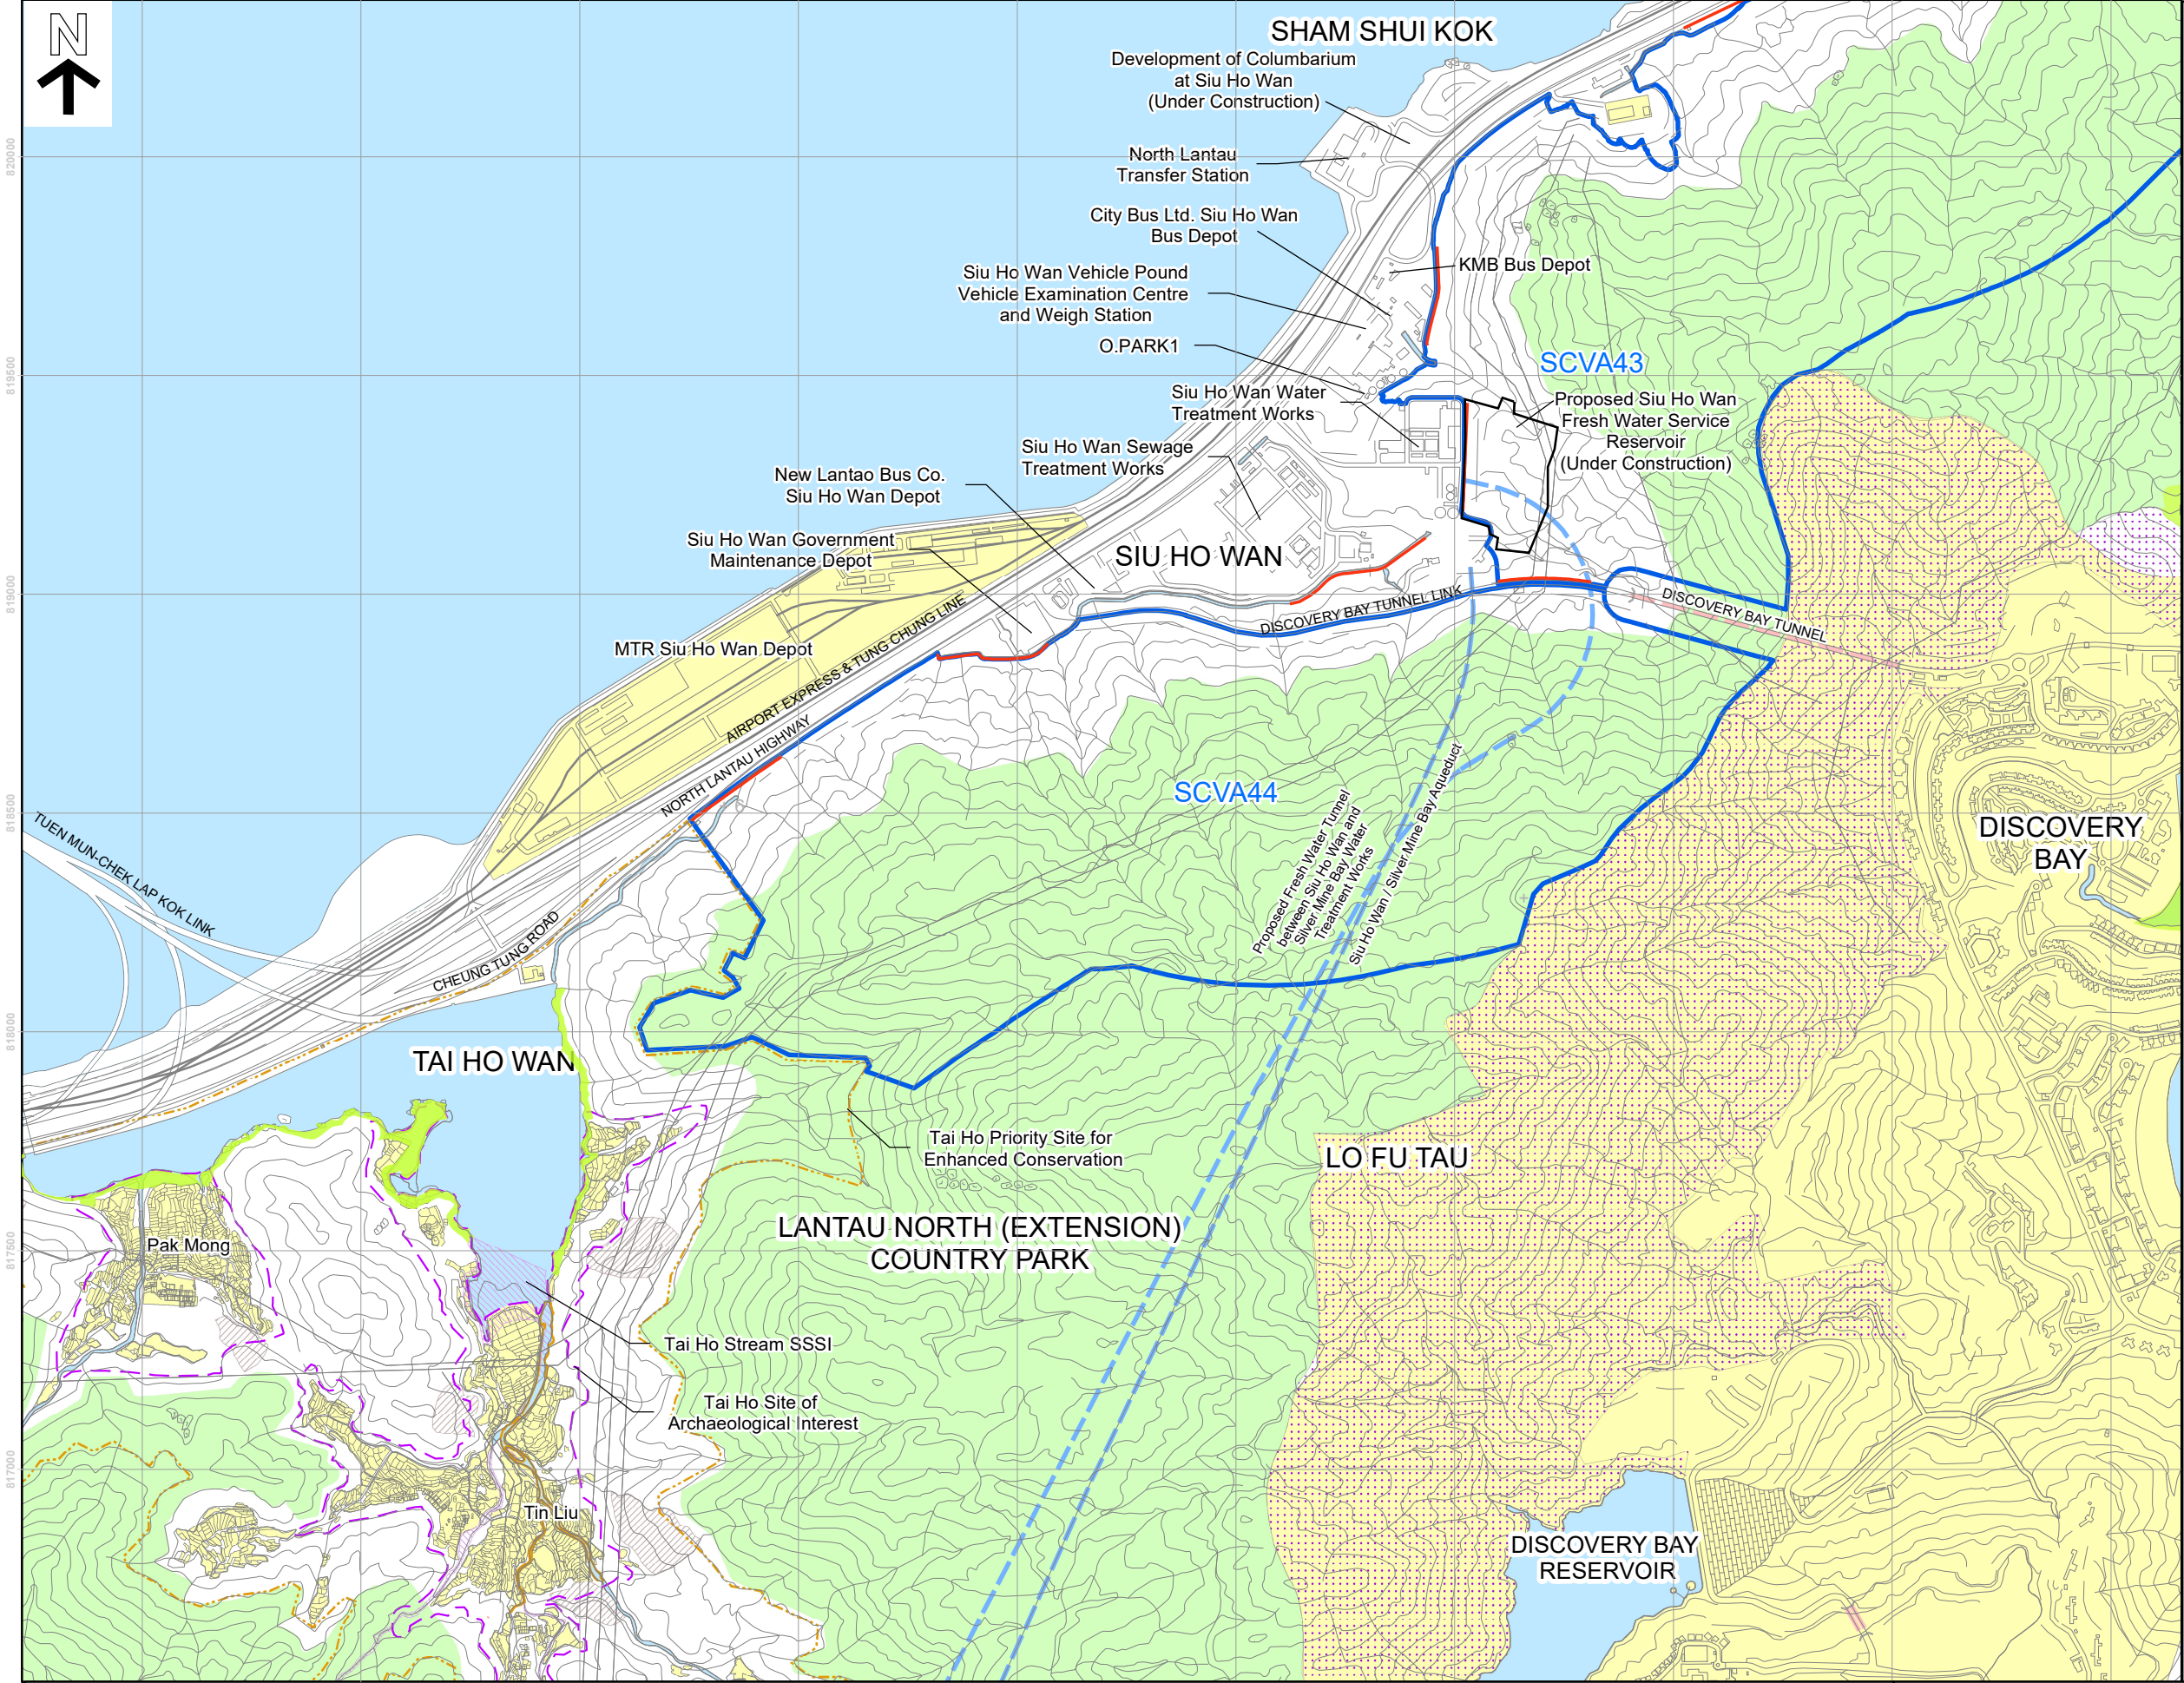 N
SHAM SHUI KOK
Development of Columbarium
at Siu Ho Wan
(Under Construction)
North Lantau
Transfer Station
City Bus Ltd. Siu Ho Wan
Bus Depot
KMB Bus Depot
Siu Ho Wan Vehicle Pound
Vehicle Examination Centre
and Weigh Station
O.PARK1
SCVA43
Siu Ho Wan Water
Treatment Works
Proposed Siu Ho Wan
Fresh Water Service
Reservoir
(Under Construction)
Siu Ho Wan Sewage
Treatment Works
New Lantao Bus Co.
Siu Ho Wan Depot
Siu Ho Wan Government
Maintenance Depot
SIU HO WAN
DISCOVERY BAY TUNNEL LINK
DISCOVERY BAY TUNNEL
MTR Siu Ho Wan Depot
AIRPORT EXPRESS & TUNG CHUNG LINE
NORTH LANTAU HIGHWAY
SCVA44
TUEN MUN-CHEK LAP KOK LINK
CHEUNG TUNG ROAD
Proposed Fresh Water Tunnel
between Siu Ho Wan and
Silver Mine Bay Water
Treatment Works
Siu Ho Wan / Silver Mine Bay Aqueduct
DISCOVERY
BAY
TAI HO WAN
Tai Ho Priority Site for
Enhanced Conservation
LO FU TAU
LANTAU NORTH (EXTENSION)
COUNTRY PARK
Pak Mong
Tai Ho Stream SSSI
Tai Ho Site of
Archaeological Interest
Tin Liu
DISCOVERY BAY
RESERVOIR
820000
819500
819000
818500
818000
817500
817000